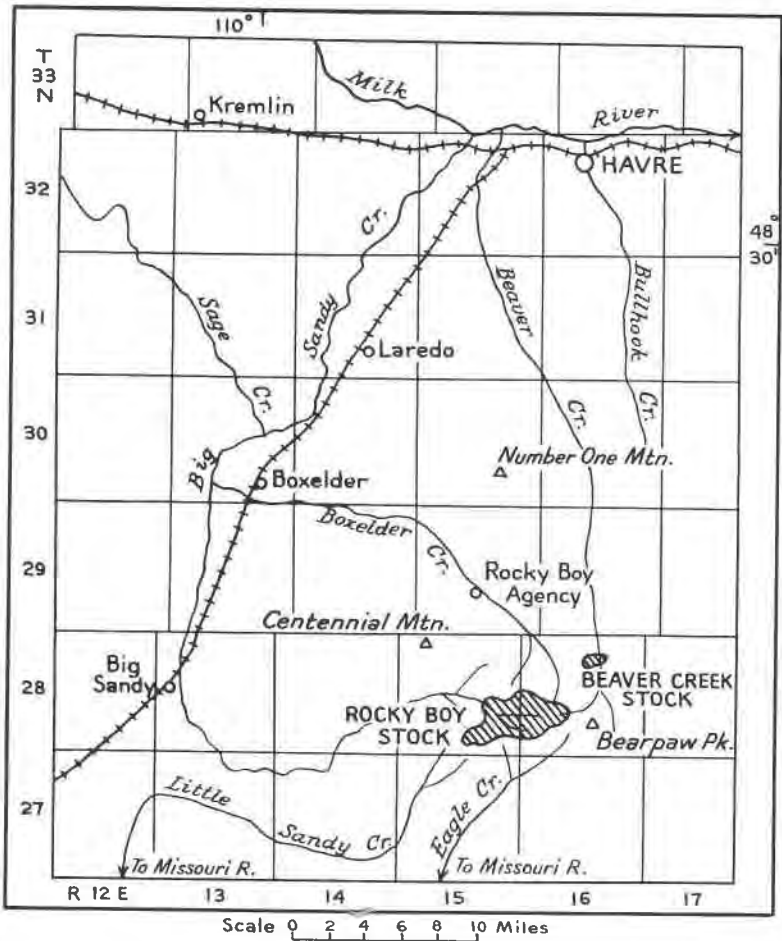 110°
T
33
N
Milk
River
Kremlin
HAVRE
32
48°
30'
Sandy
Cr.
Beaver
Cr.
Bullhook
Cr.
31
Sage
Cr.
Laredo
30
Big
Number One Mtn.
Boxelder
Boxelder
Cr.
29
Rocky Boy
Agency
Centennial Mtn.
Big
Sandy
28
BEAVER CREEK
STOCK
ROCKY BOY
STOCK
Bearpaw Pk.
27
Little
Sandy Cr.
Eagle Cr.
To Missouri R.
To Missouri R.
R 12 E 13 14 15 16 17
Scale 0 2 4 6 8 10 Miles